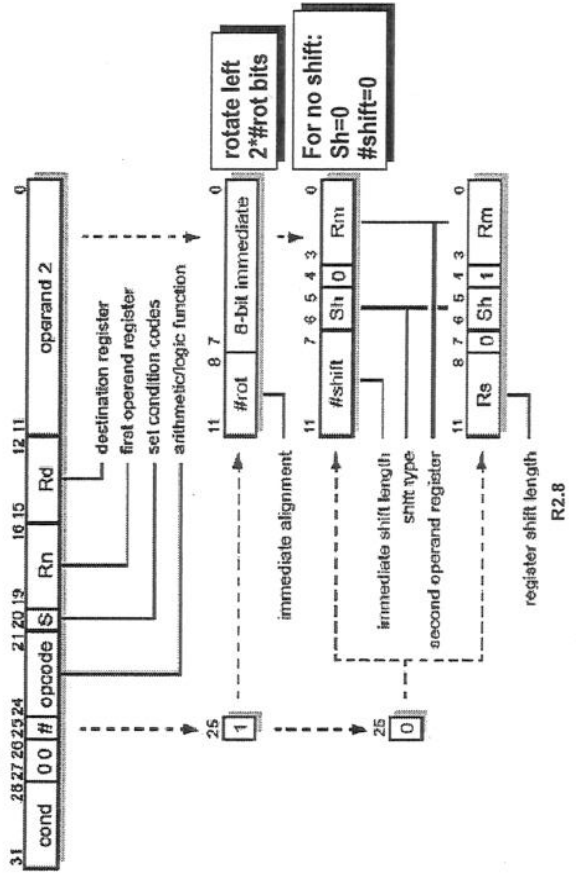 31 28 27 26 25 24 21 20 19 16 15 12 11 0
cond 0 0 # opcode S Rn Rd operand 2
destination register
first operand register
set condition codes
arithmetic/logic function
25 11 8 7 0
1 #rot 8-bit immediate
rotate left
2*#rot bits
immediate alignment
25 11 7 6 5 4 3 0
0 #shift Sh 0 Rm
For no shift:
Sh=0
#shift=0
immediate shift length
shift type
second operand register
11 8 7 6 5 4 3 0
Rs 0 Sh 1 Rm
register shift length
R2.8